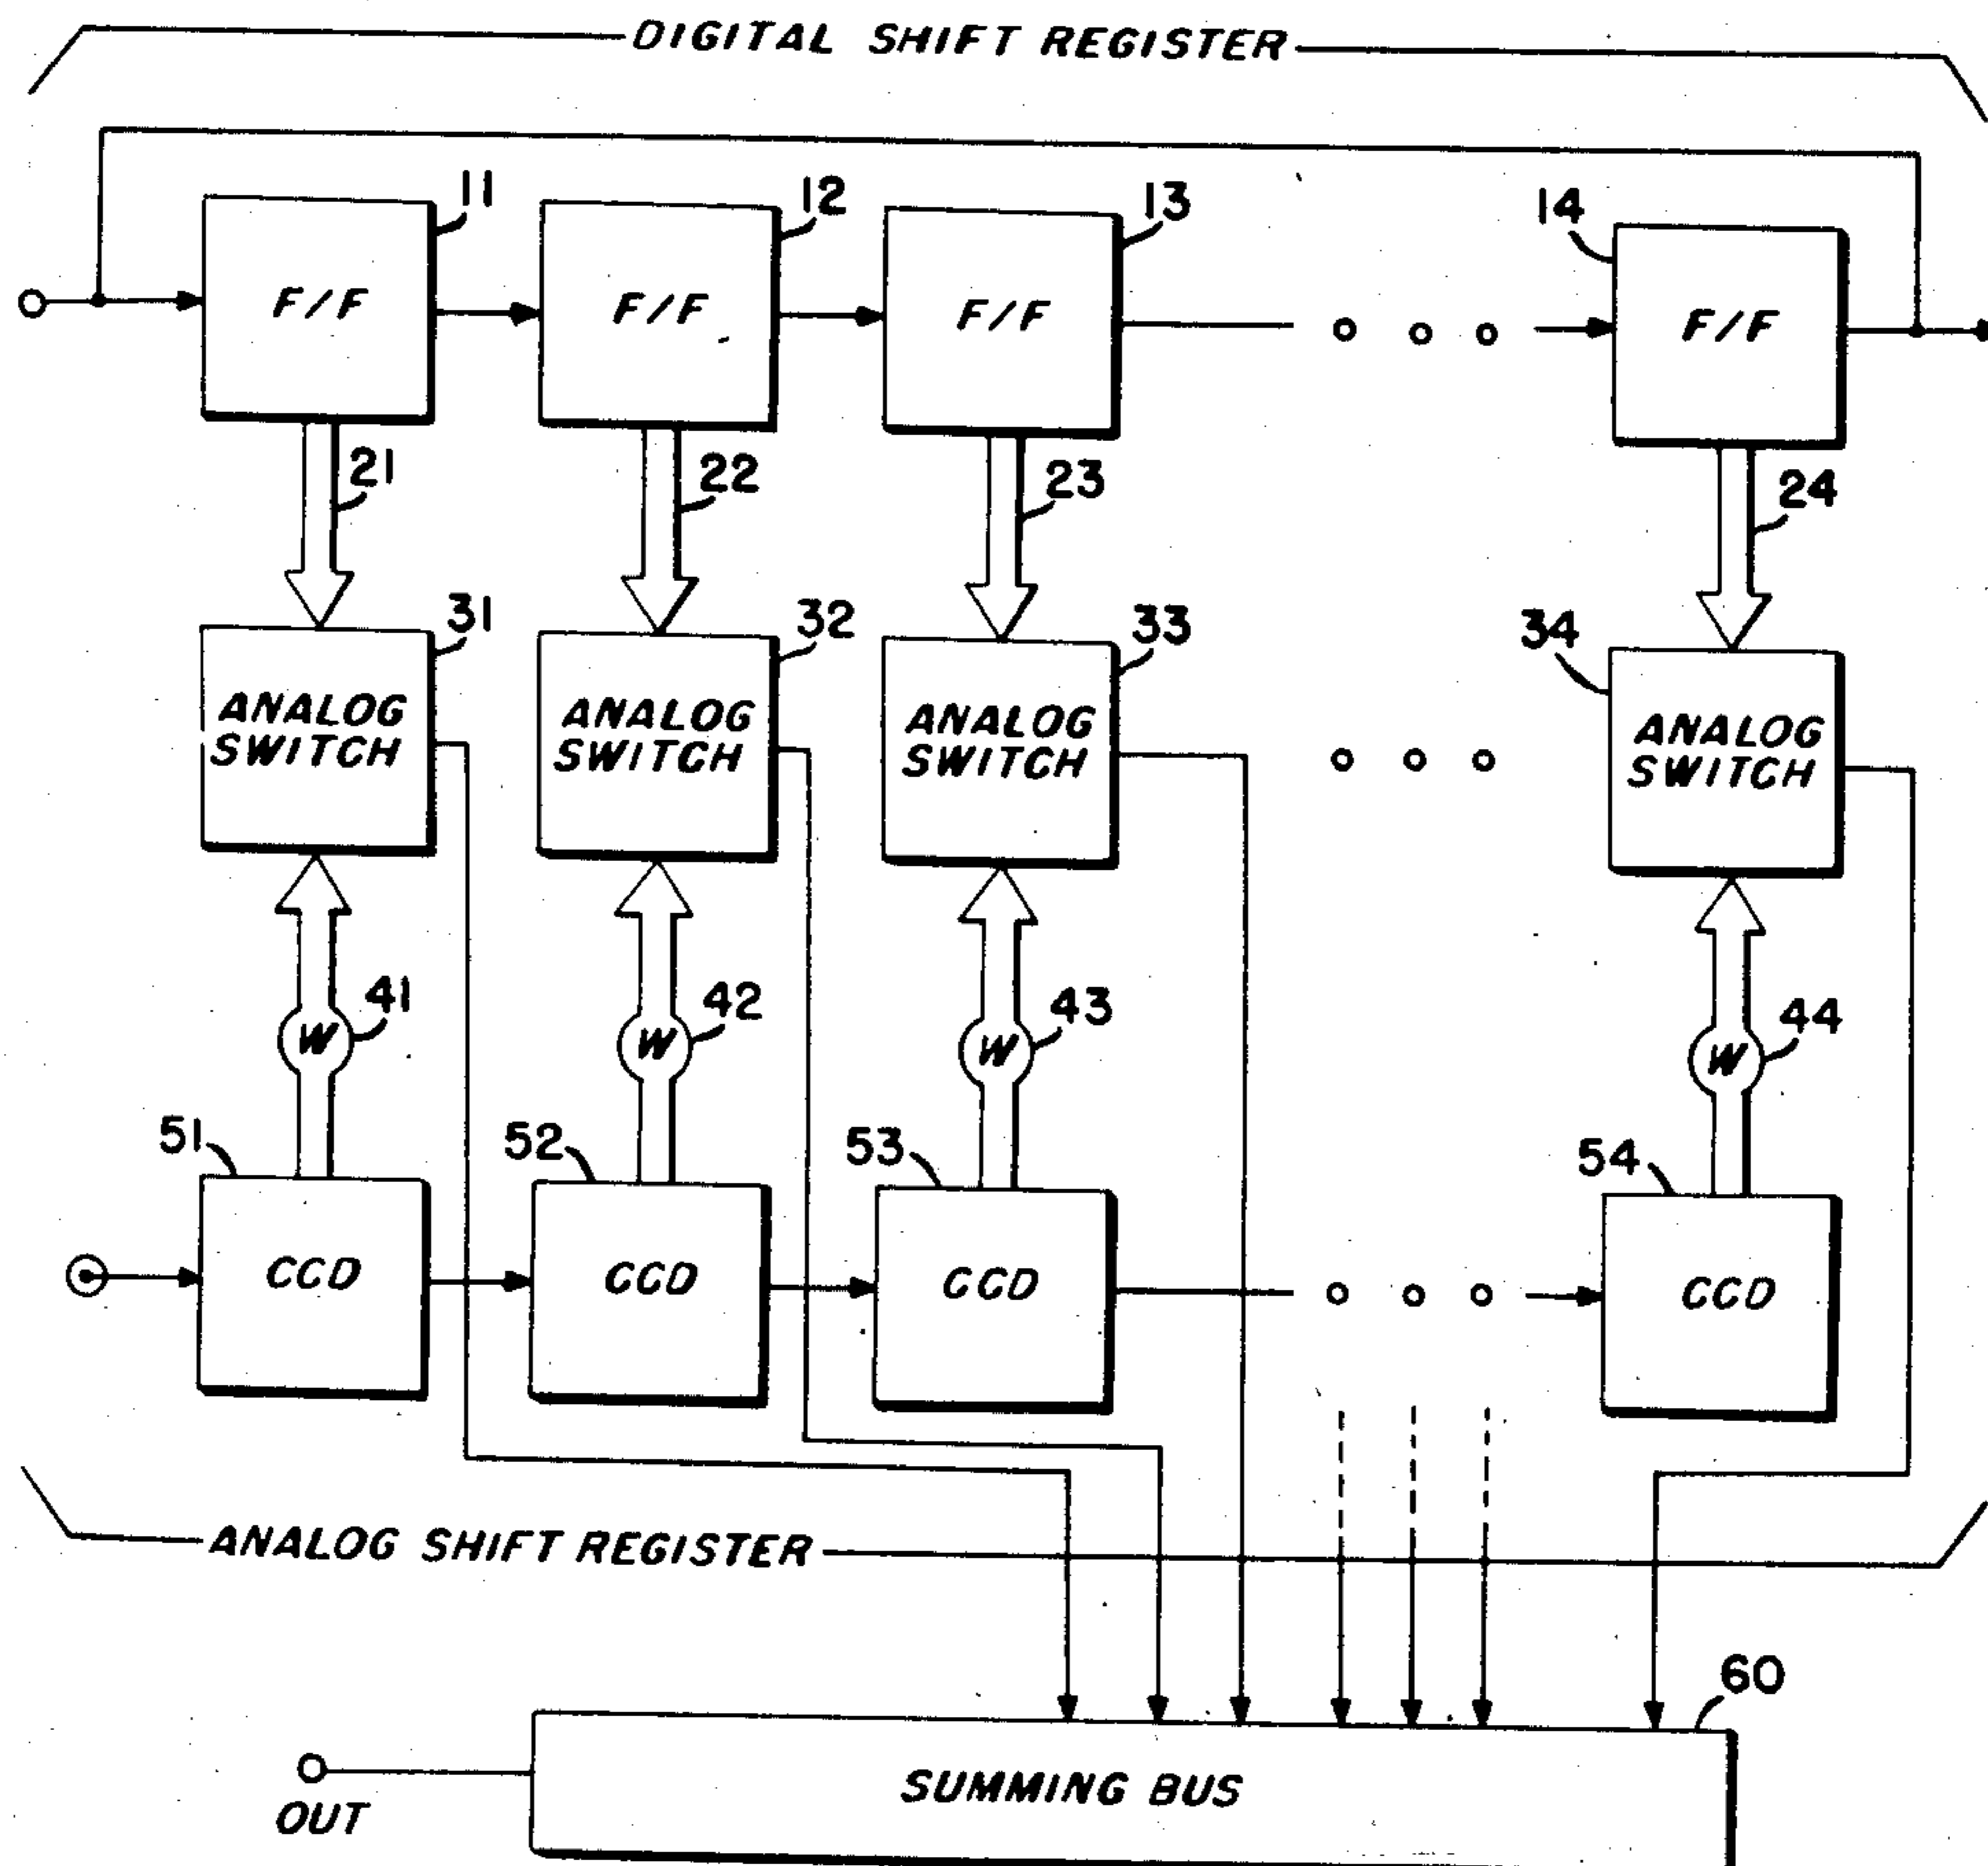 DIGITAL SHIFT REGISTER
11
12
13
14
F/F
F/F
F/F
F/F
21
22
23
24
31
32
33
34
ANALOG
SWITCH
ANALOG
SWITCH
ANALOG
SWITCH
ANALOG
SWITCH
41
42
43
44
W
W
W
W
51
52
53
54
CCD
CCD
CCD
CCD
ANALOG SHIFT REGISTER
60
SUMMING BUS
OUT